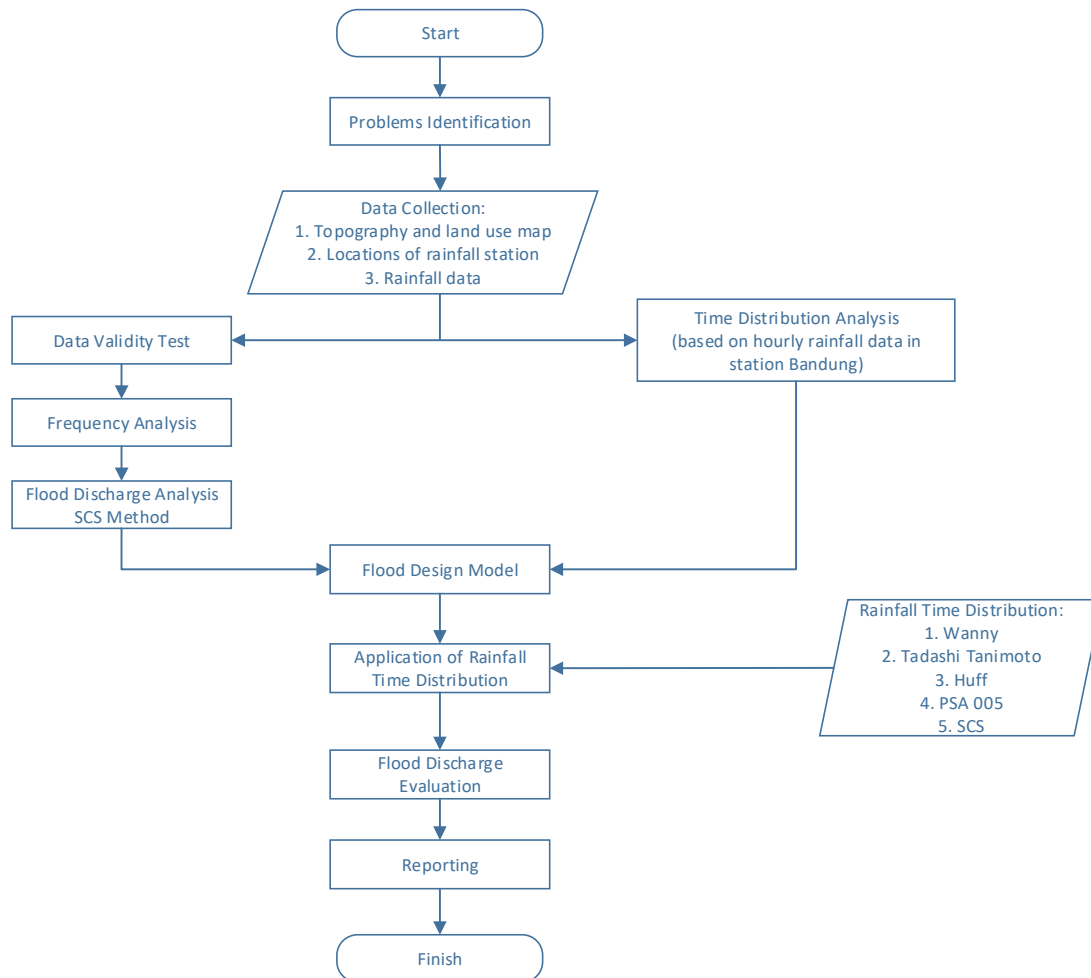 Start
Problems Identification
Data Collection:
1. Topography and land use map
2. Locations of rainfall station
3. Rainfall data
Data Validity Test
Time Distribution Analysis
(based on hourly rainfall data in
station Bandung)
Frequency Analysis
Flood Discharge Analysis
SCS Method
Flood Design Model
Rainfall Time Distribution:
1. Wanny
2. Tadashi Tanimoto
3. Huff
4. PSA 005
5. SCS
Application of Rainfall
Time Distribution
Flood Discharge
Evaluation
Reporting
Finish